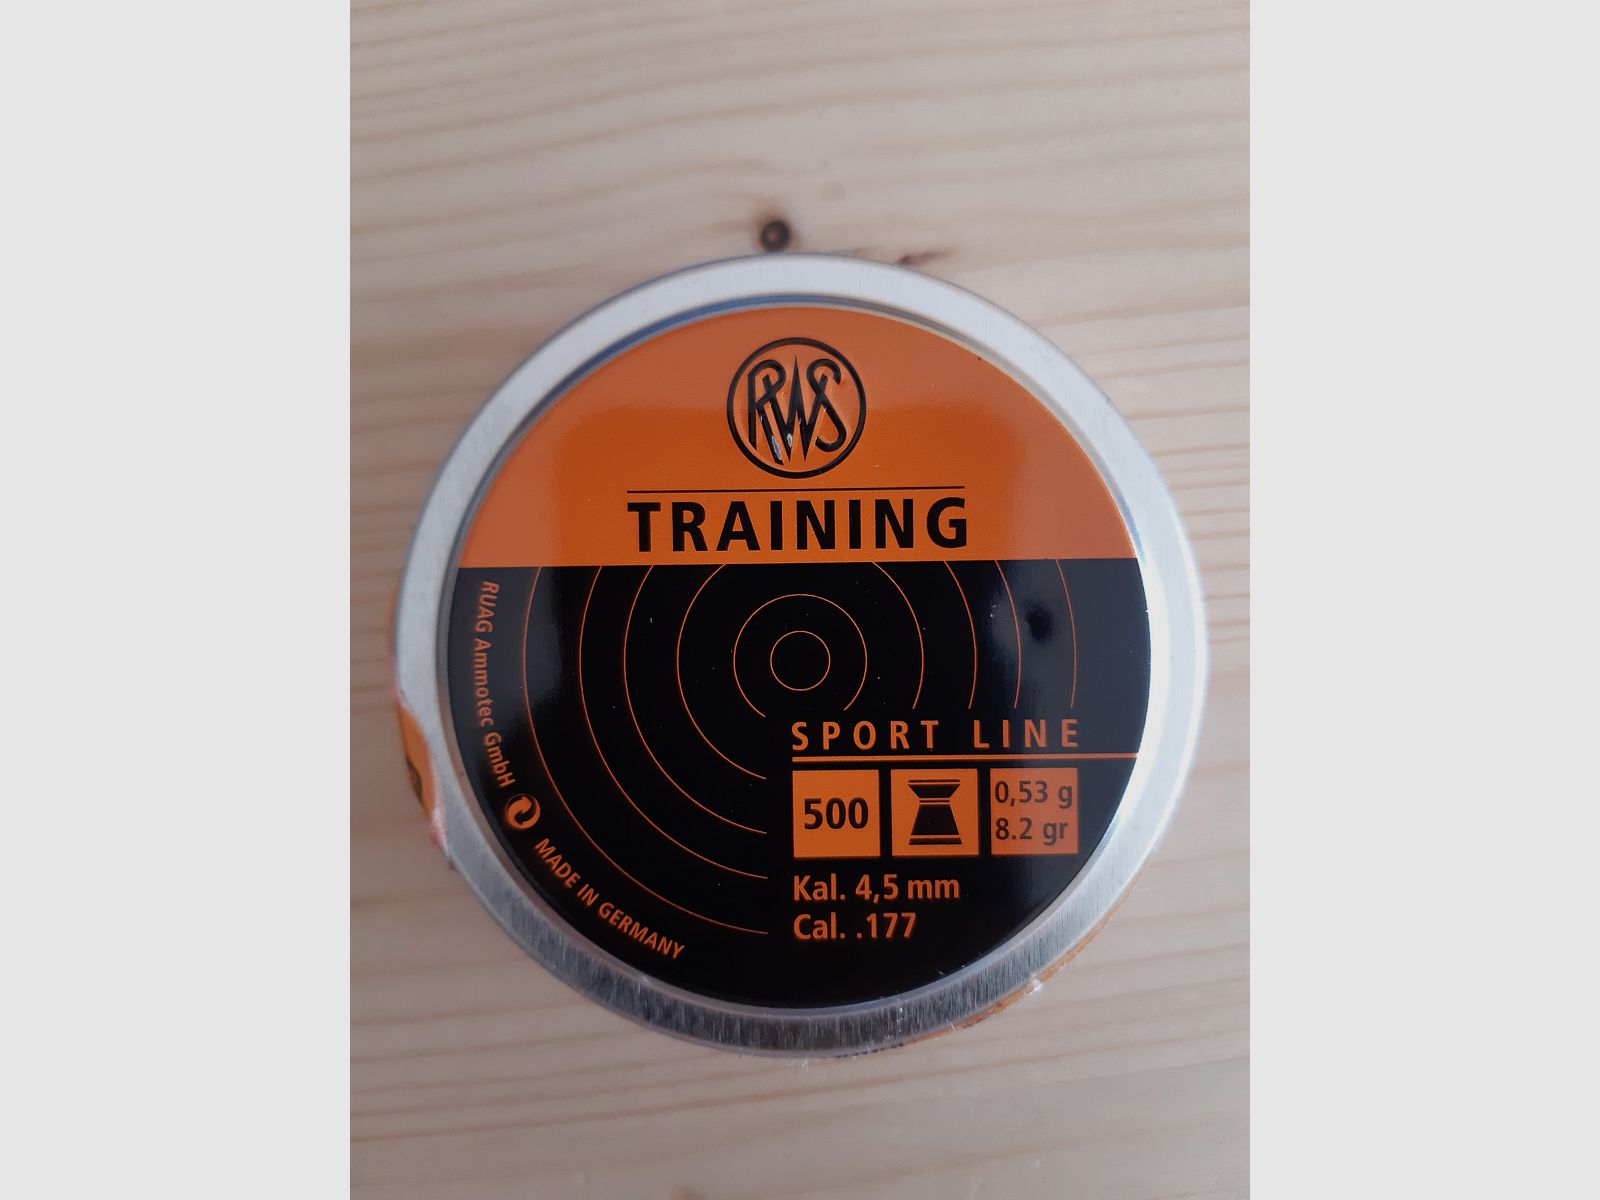 RWS
TRAINING
SPORT LINE
500
0,53 g
8.2 gr
Kal. 4,5 mm
Cal. .177
RUAG Ammotec GmbH
MADE IN GERMANY